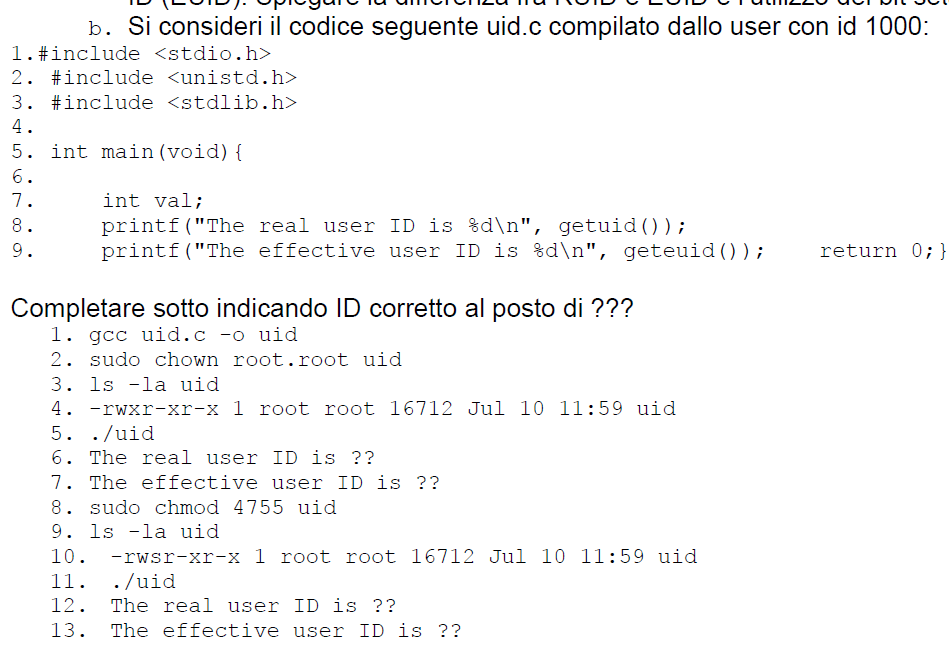 ID (EUID). Spiegare la differenza fra RUID e EUID e l'utilizzo del bit set
b. Si consideri il codice seguente uid.c compilato dallo user con id 1000:
1.#include <stdio.h>
2. #include <unistd.h>
3. #include <stdlib.h>
4.
5. int main(void){
6.
7. int val;
8. printf("The real user ID is %d\n", getuid());
9. printf("The effective user ID is %d\n", geteuid()); return 0;}
Completare sotto indicando ID corretto al posto di ???
1. gcc uid.c -o uid
2. sudo chown root.root uid
3. ls -la uid
4. -rwxr-xr-x 1 root root 16712 Jul 10 11:59 uid
5. ./uid
6. The real user ID is ??
7. The effective user ID is ??
8. sudo chmod 4755 uid
9. ls -la uid
10. -rwsr-xr-x 1 root root 16712 Jul 10 11:59 uid
11. ./uid
12. The real user ID is ??
13. The effective user ID is ??